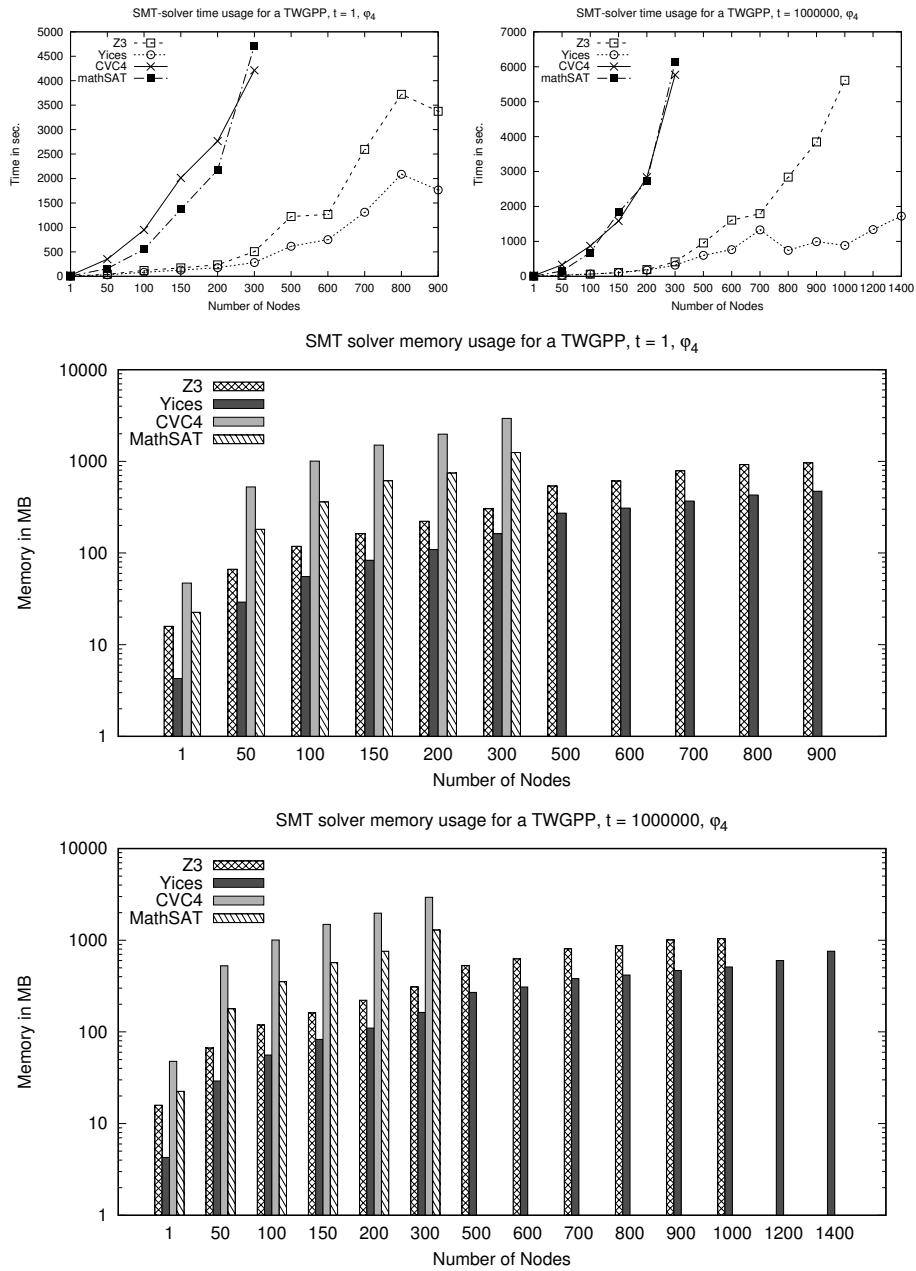 SMT-solver time usage for a TWGPP, t = 1, φ4
Time in sec.
5000
4500
4000
3500
3000
2500
2000
1500
1000
500
0
Z3
Yices
CVC4
mathSAT
1 50 100 150 200 300 500 600 700 800 900
Number of Nodes
SMT-solver time usage for a TWGPP, t = 1000000, φ4
Time in sec.
7000
6000
5000
4000
3000
2000
1000
0
Z3
Yices
CVC4
mathSAT
1 50 100 150 200 300 500 600 700 800 900 1000 1200 1400
Number of Nodes
SMT solver memory usage for a TWGPP, t = 1, φ4
Memory in MB
10000
1000
100
10
1
Z3
Yices
CVC4
MathSAT
1 50 100 150 200 300 500 600 700 800 900
Number of Nodes
SMT solver memory usage for a TWGPP, t = 1000000, φ4
Memory in MB
10000
1000
100
10
1
Z3
Yices
CVC4
MathSAT
1 50 100 150 200 300 500 600 700 800 900 1000 1200 1400
Number of Nodes